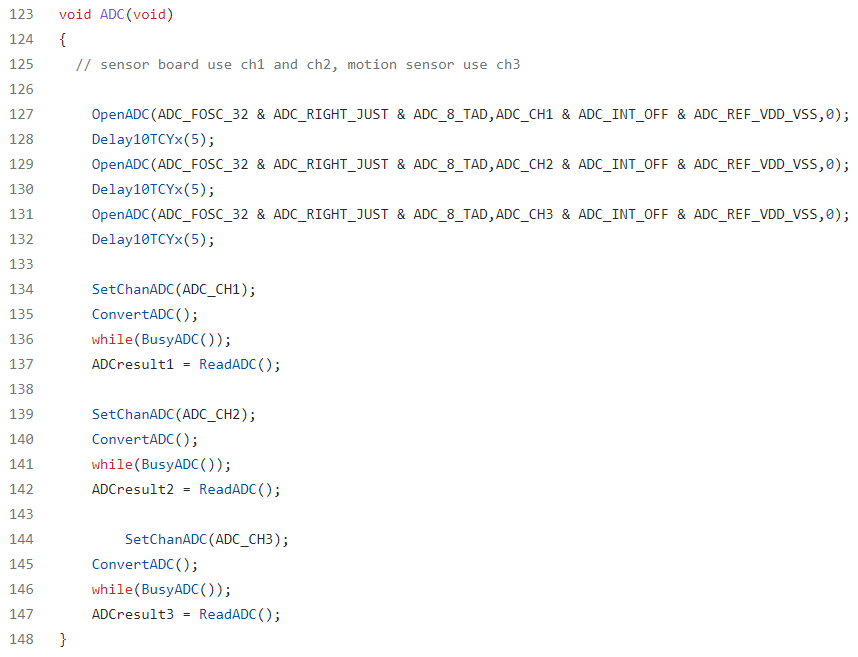 123 void ADC(void)
124 {
125 // sensor board use ch1 and ch2, motion sensor use ch3
126
127 OpenADC(ADC_FOSC_32 & ADC_RIGHT_JUST & ADC_8_TAD,ADC_CH1 & ADC_INT_OFF & ADC_REF_VDD_VSS,0);
128 Delay10TCYx(5);
129 OpenADC(ADC_FOSC_32 & ADC_RIGHT_JUST & ADC_8_TAD,ADC_CH2 & ADC_INT_OFF & ADC_REF_VDD_VSS,0);
130 Delay10TCYx(5);
131 OpenADC(ADC_FOSC_32 & ADC_RIGHT_JUST & ADC_8_TAD,ADC_CH3 & ADC_INT_OFF & ADC_REF_VDD_VSS,0);
132 Delay10TCYx(5);
133
134 SetChanADC(ADC_CH1);
135 ConvertADC();
136 while(BusyADC());
137 ADCresult1 = ReadADC();
138
139 SetChanADC(ADC_CH2);
140 ConvertADC();
141 while(BusyADC());
142 ADCresult2 = ReadADC();
143
144 SetChanADC(ADC_CH3);
145 ConvertADC();
146 while(BusyADC());
147 ADCresult3 = ReadADC();
148 }